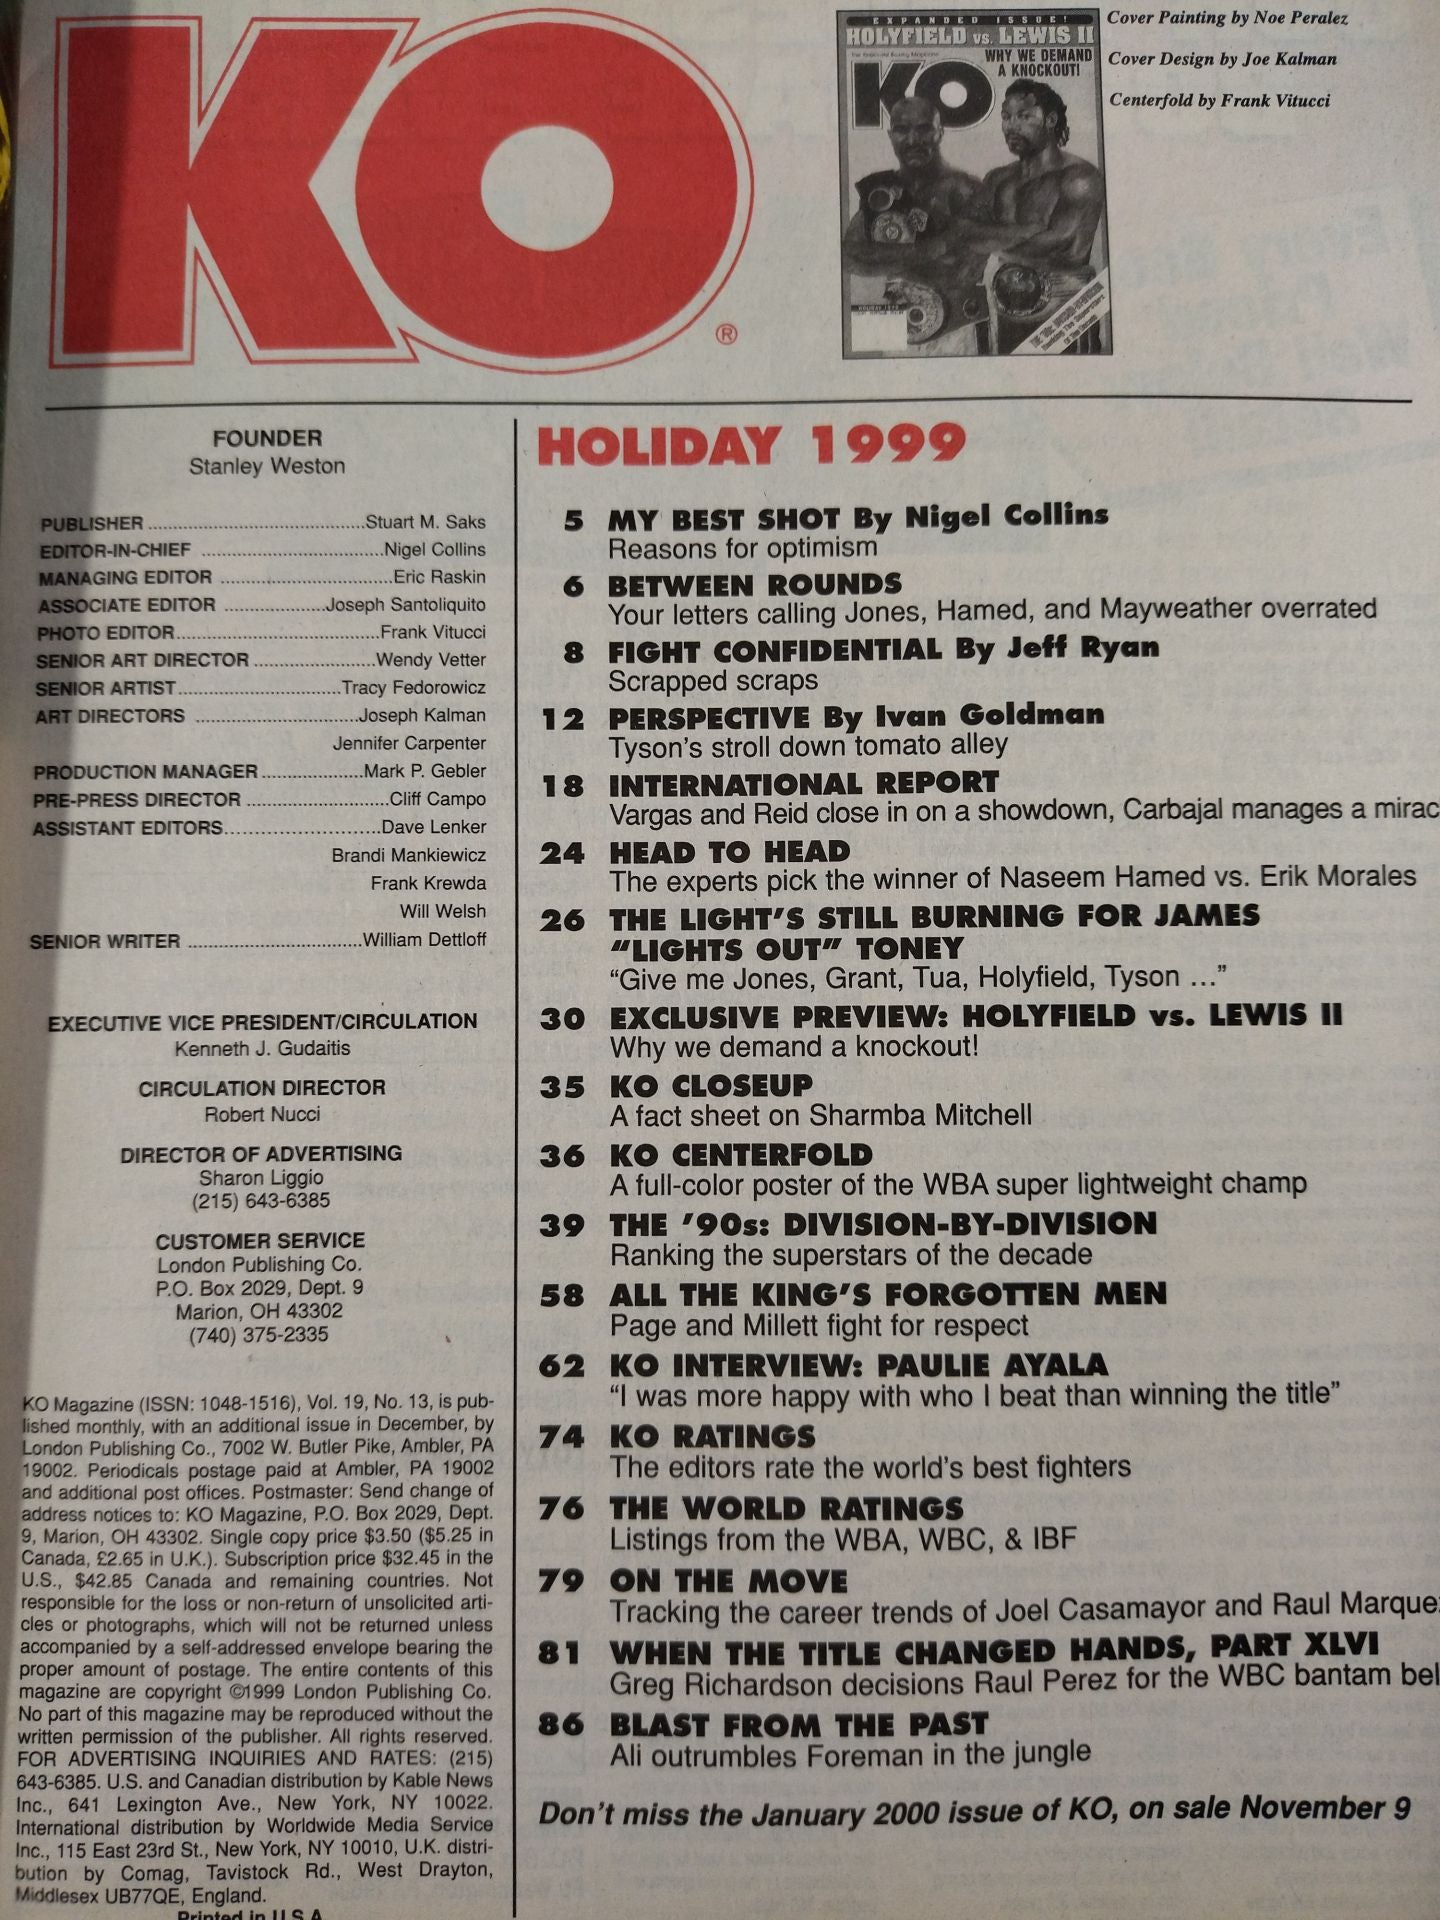 KO
®
EXPANDED ISSUE!
HOLYFIELD vs. LEWIS II
WHY WE DEMAND
A KNOCKOUT!
KO
Cover Painting by Noe Peralez
Cover Design by Joe Kalman
Centerfold by Frank Vitucci
FOUNDER
Stanley Weston
PUBLISHER ............ Stuart M. Saks
EDITOR-IN-CHIEF ............ Nigel Collins
MANAGING EDITOR ............ Eric Raskin
ASSOCIATE EDITOR ............ Joseph Santoliquito
PHOTO EDITOR ............ Frank Vitucci
SENIOR ART DIRECTOR ............ Wendy Vetter
SENIOR ARTIST ............ Tracy Fedorowicz
ART DIRECTORS ............ Joseph Kalman
Jennifer Carpenter
PRODUCTION MANAGER ............ Mark P. Gebler
PRE-PRESS DIRECTOR ............ Cliff Campo
ASSISTANT EDITORS ............ Dave Lenker
Brandi Mankiewicz
Frank Krewda
Will Welsh
SENIOR WRITER ............ William Dettloff
EXECUTIVE VICE PRESIDENT/CIRCULATION
Kenneth J. Gudaitis
CIRCULATION DIRECTOR
Robert Nucci
DIRECTOR OF ADVERTISING
Sharon Liggio
(215) 643-6385
CUSTOMER SERVICE
London Publishing Co.
P.O. Box 2029, Dept. 9
Marion, OH 43302
(740) 375-2335
KO Magazine (ISSN: 1048-1516), Vol. 19, No. 13, is pub-
lished monthly, with an additional issue in December, by
London Publishing Co., 7002 W. Butler Pike, Ambler, PA
19002. Periodicals postage paid at Ambler, PA 19002
and additional post offices. Postmaster: Send change of
address notices to: KO Magazine, P.O. Box 2029, Dept.
9, Marion, OH 43302. Single copy price $3.50 ($5.25 in
Canada, £2.65 in U.K.). Subscription price $32.45 in the
U.S., $42.85 Canada and remaining countries. Not
responsible for the loss or non-return of unsolicited arti-
cles or photographs, which will not be returned unless
accompanied by a self-addressed envelope bearing the
proper amount of postage. The entire contents of this
magazine are copyright ©1999 London Publishing Co.
No part of this magazine may be reproduced without the
written permission of the publisher. All rights reserved.
FOR ADVERTISING INQUIRIES AND RATES: (215)
643-6385. U.S. and Canadian distribution by Kable News
Inc., 641 Lexington Ave., New York, NY 10022.
International distribution by Worldwide Media Service
Inc., 115 East 23rd St., New York, NY 10010, U.K. distri-
bution by Comag, Tavistock Rd., West Drayton,
Middlesex UB77QE, England.
Printed in U.S.A.
HOLIDAY 1999
5 MY BEST SHOT By Nigel Collins
Reasons for optimism
6 BETWEEN ROUNDS
Your letters calling Jones, Hamed, and Mayweather overrated
8 FIGHT CONFIDENTIAL By Jeff Ryan
Scrapped scraps
12 PERSPECTIVE By Ivan Goldman
Tyson's stroll down tomato alley
18 INTERNATIONAL REPORT
Vargas and Reid close in on a showdown, Carbajal manages a mirac
24 HEAD TO HEAD
The experts pick the winner of Naseem Hamed vs. Erik Morales
26 THE LIGHT'S STILL BURNING FOR JAMES
"LIGHTS OUT" TONEY
"Give me Jones, Grant, Tua, Holyfield, Tyson ..."
30 EXCLUSIVE PREVIEW: HOLYFIELD vs. LEWIS II
Why we demand a knockout!
35 KO CLOSEUP
A fact sheet on Sharmba Mitchell
36 KO CENTERFOLD
A full-color poster of the WBA super lightweight champ
39 THE '90s: DIVISION-BY-DIVISION
Ranking the superstars of the decade
58 ALL THE KING'S FORGOTTEN MEN
Page and Millett fight for respect
62 KO INTERVIEW: PAULIE AYALA
"I was more happy with who I beat than winning the title"
74 KO RATINGS
The editors rate the world's best fighters
76 THE WORLD RATINGS
Listings from the WBA, WBC, & IBF
79 ON THE MOVE
Tracking the career trends of Joel Casamayor and Raul Marque
81 WHEN THE TITLE CHANGED HANDS, PART XLVI
Greg Richardson decisions Raul Perez for the WBC bantam bel
86 BLAST FROM THE PAST
Ali outrumbles Foreman in the jungle
Don't miss the January 2000 issue of KO, on sale November 9